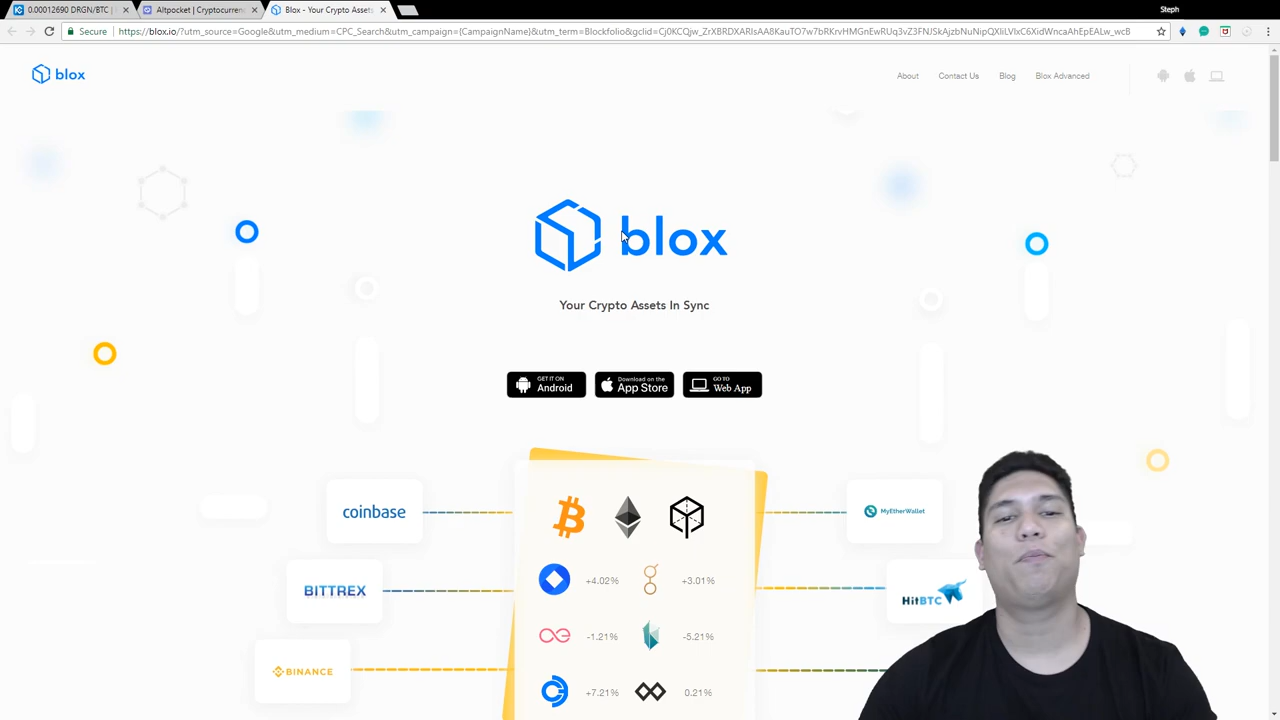 0.00012690 DRGN/BTC |
Altpocket | Cryptocurren
Blox - Your Crypto Assets
Steph
Secure
https://blox.io/?utm_source=Google&utm_medium=CPC_Search&utm_campaign={CampaignName}&utm_term=Blockfolio&gclid=Cj0KCQjw_ZrXBRDXARIsAA8KauTO7w7bRKrvHMGnEwRUq3vZ3FNJSkAjzbNuNipQXIiLVIxC6XidWncaAhEpEALw_wcB
blox
About
Contact Us
Blog
Blox Advanced
blox
Your Crypto Assets In Sync
GET IT ON
Android
Download on the
App Store
GO TO
Web App
coinbase
MyEtherWallet
+4.02%
+3.01%
BITTREX
HitBTC
-1.21%
-5.21%
BINANCE
+7.21%
0.21%